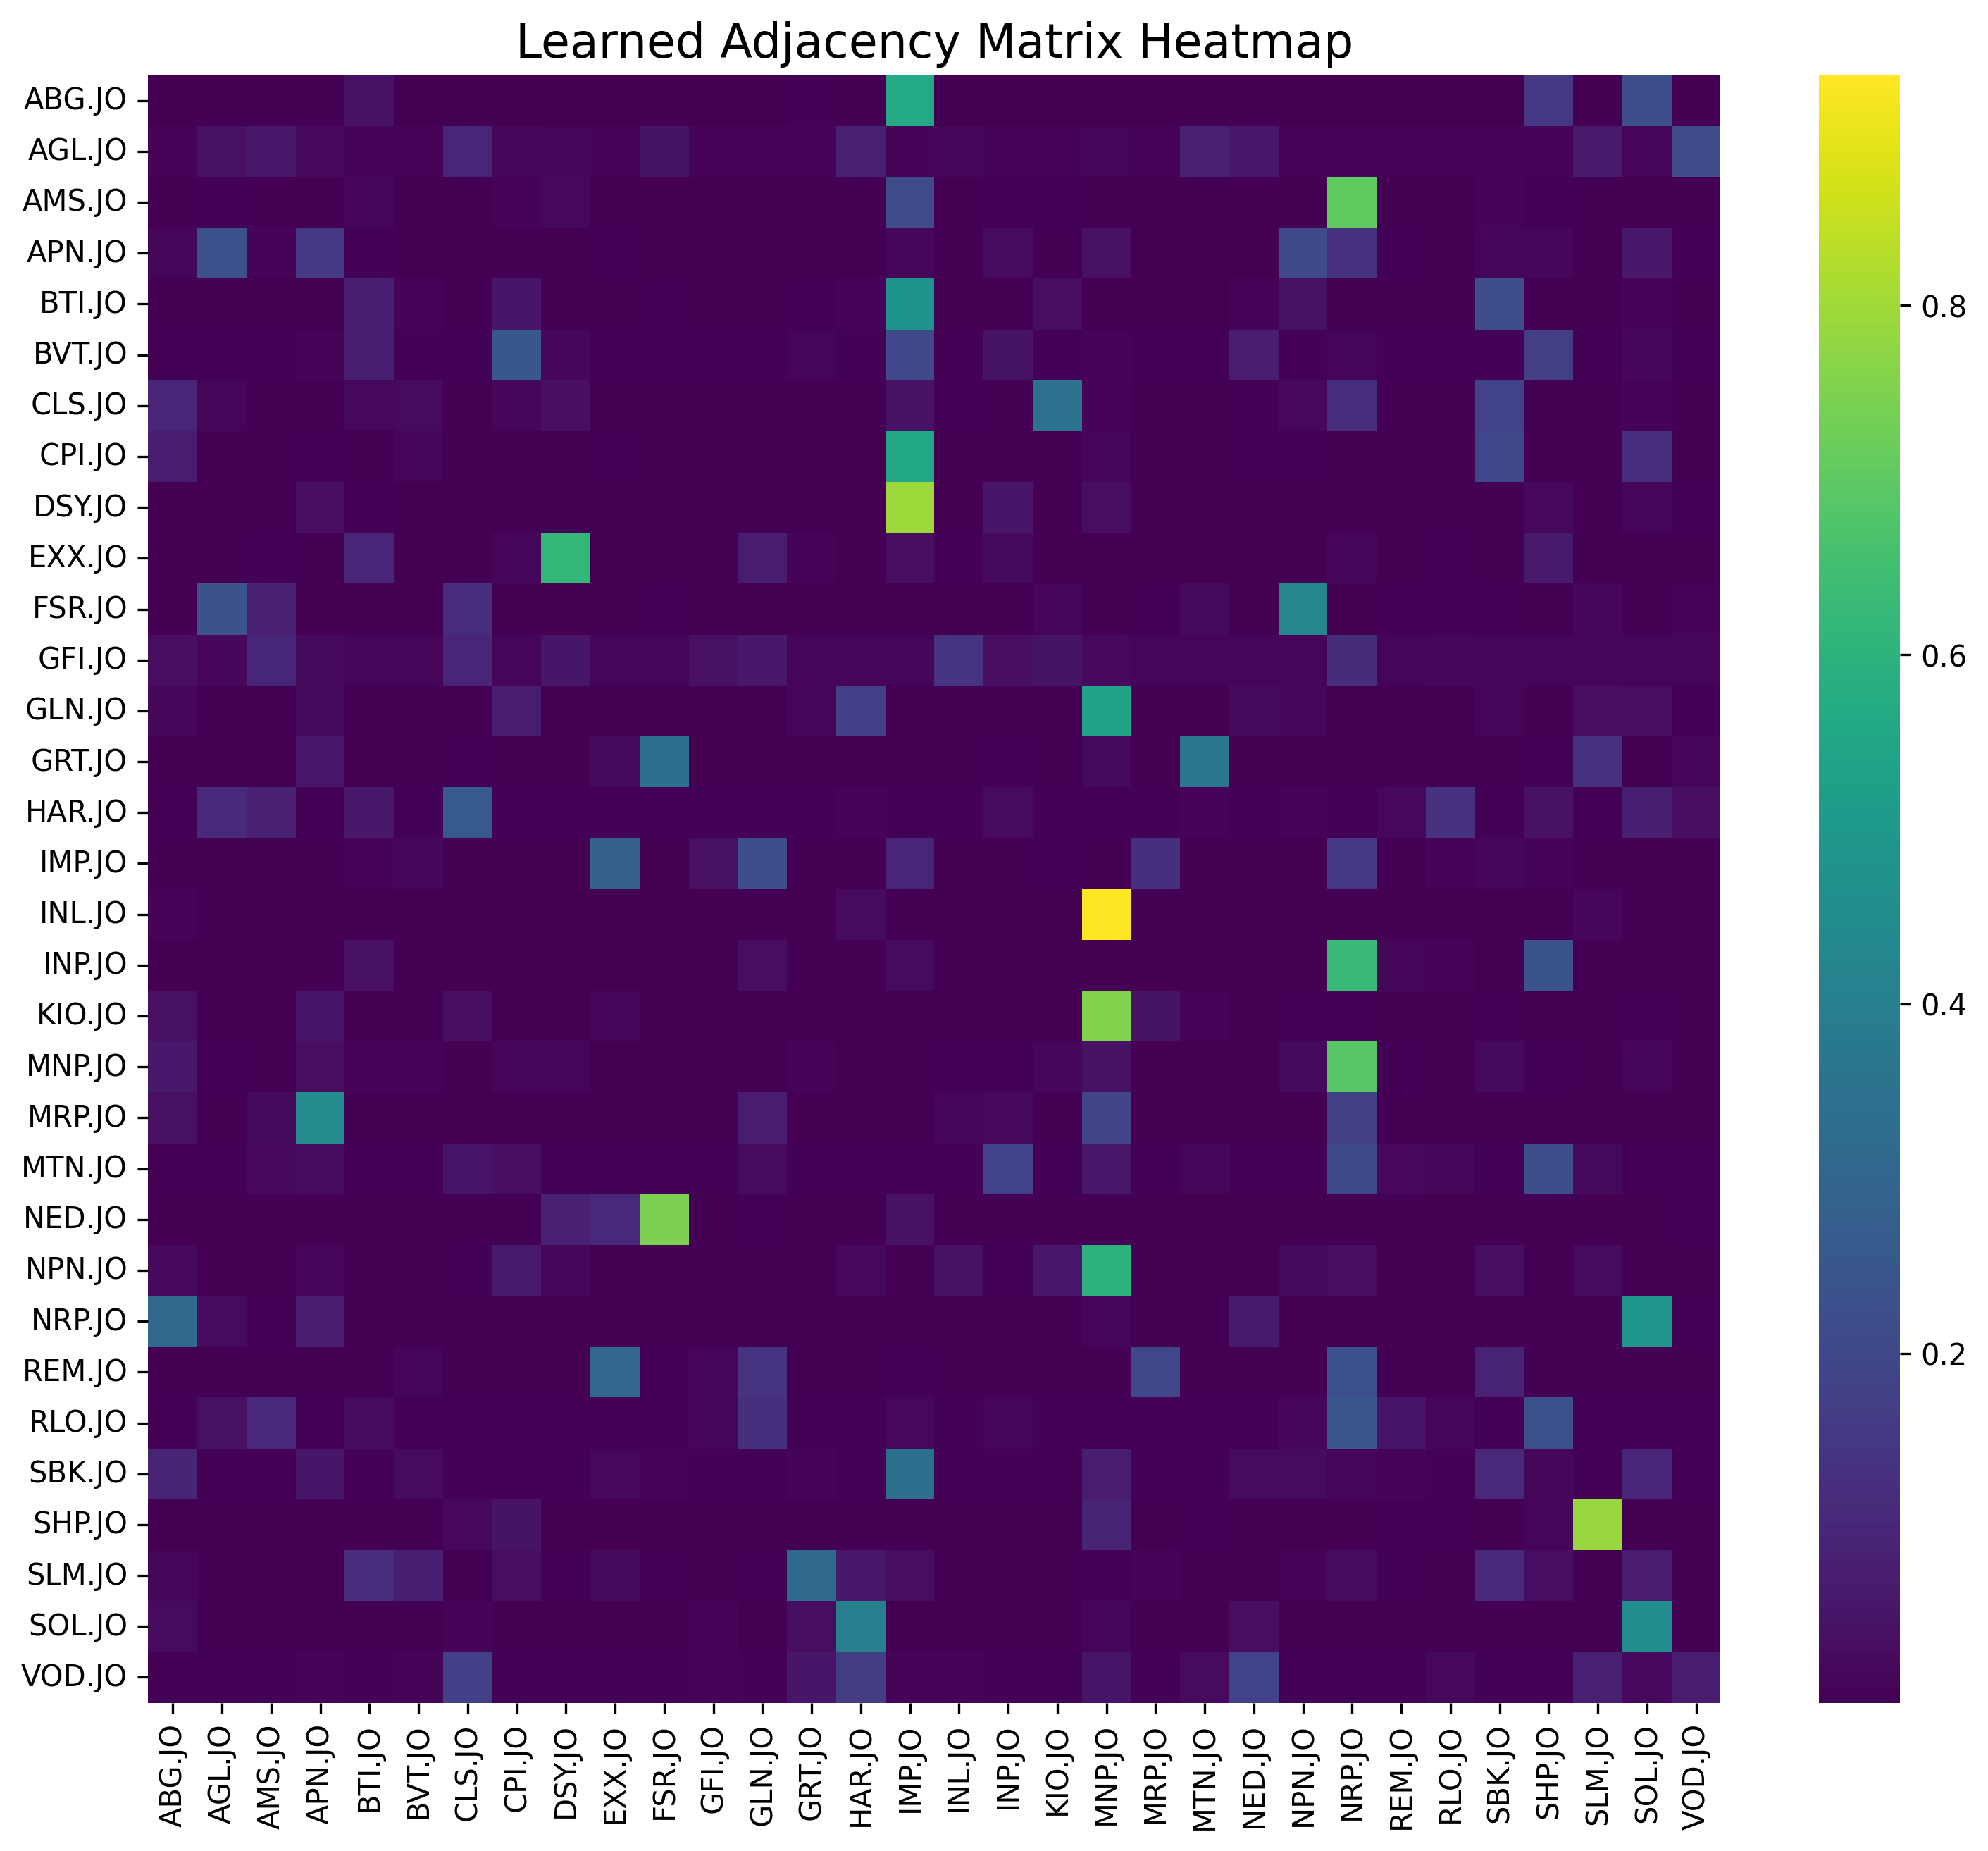 Learned Adjacency Matrix Heatmap
ABG.JO
AGL.JO
AMS.JO
APN.JO
BTI.JO
BVT.JO
CLS.JO
CPI.JO
DSY.JO
EXX.JO
FSR.JO
GFI.JO
GLN.JO
GRT.JO
HAR.JO
IMP.JO
INL.JO
INP.JO
KIO.JO
MNP.JO
MRP.JO
MTN.JO
NED.JO
NPN.JO
NRP.JO
REM.JO
RLO.JO
SBK.JO
SHP.JO
SLM.JO
SOL.JO
VOD.JO
ABG.JO
AGL.JO
AMS.JO
APN.JO
BTI.JO
BVT.JO
CLS.JO
CPI.JO
DSY.JO
EXX.JO
FSR.JO
GFI.JO
GLN.JO
GRT.JO
HAR.JO
IMP.JO
INL.JO
INP.JO
KIO.JO
MNP.JO
MRP.JO
MTN.JO
NED.JO
NPN.JO
NRP.JO
REM.JO
RLO.JO
SBK.JO
SHP.JO
SLM.JO
SOL.JO
VOD.JO
0.8
0.6
0.4
0.2